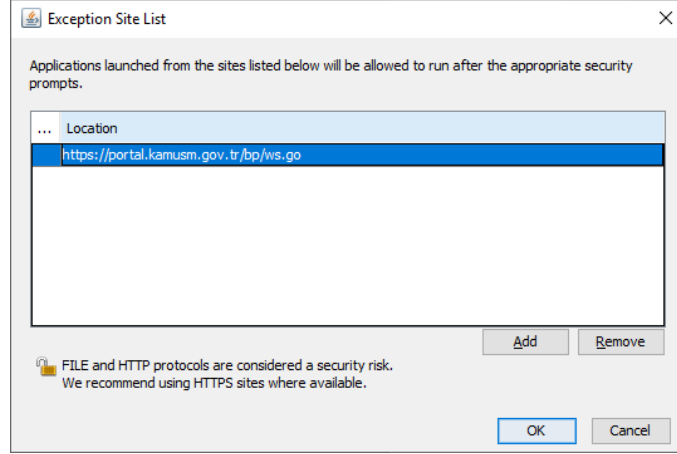 Exception Site List
Applications launched from the sites listed below will be allowed to run after the appropriate security
prompts.
... Location
https://portal.kamusm.gov.tr/bp/ws.go
Add Remove
FILE and HTTP protocols are considered a security risk.
We recommend using HTTPS sites where available.
OK Cancel